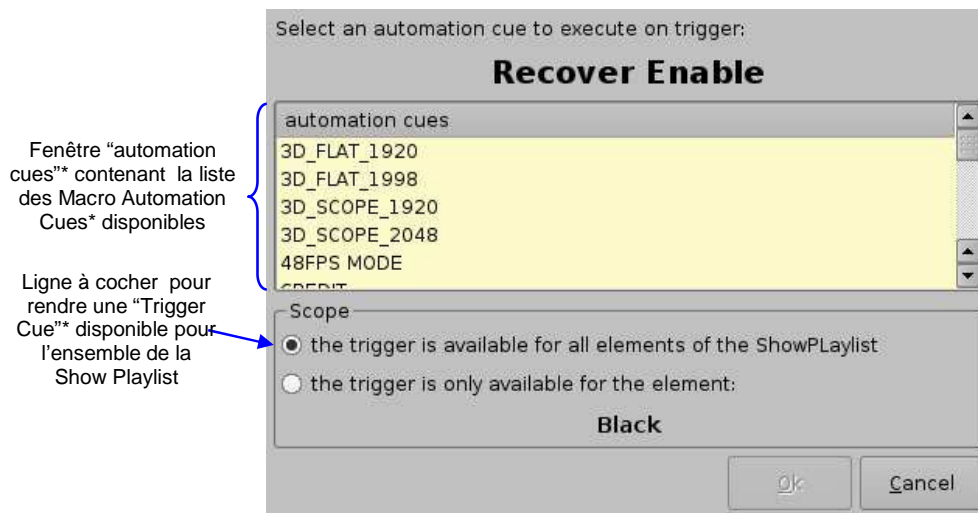 Select an automation cue to execute on trigger:
Recover Enable
automation cues
3D_FLAT_1920
3D_FLAT_1998
3D_SCOPE_1920
3D_SCOPE_2048
48FPS MODE
CREDIT
Fenêtre “automation
cues”* contenant la liste
des Macro Automation
Cues* disponibles
Ligne à cocher pour
rendre une “Trigger
Cue”* disponible pour
l’ensemble de la
Show Playlist
Scope
the trigger is available for all elements of the ShowPLaylist
the trigger is only available for the element:
Black
Ok
Cancel